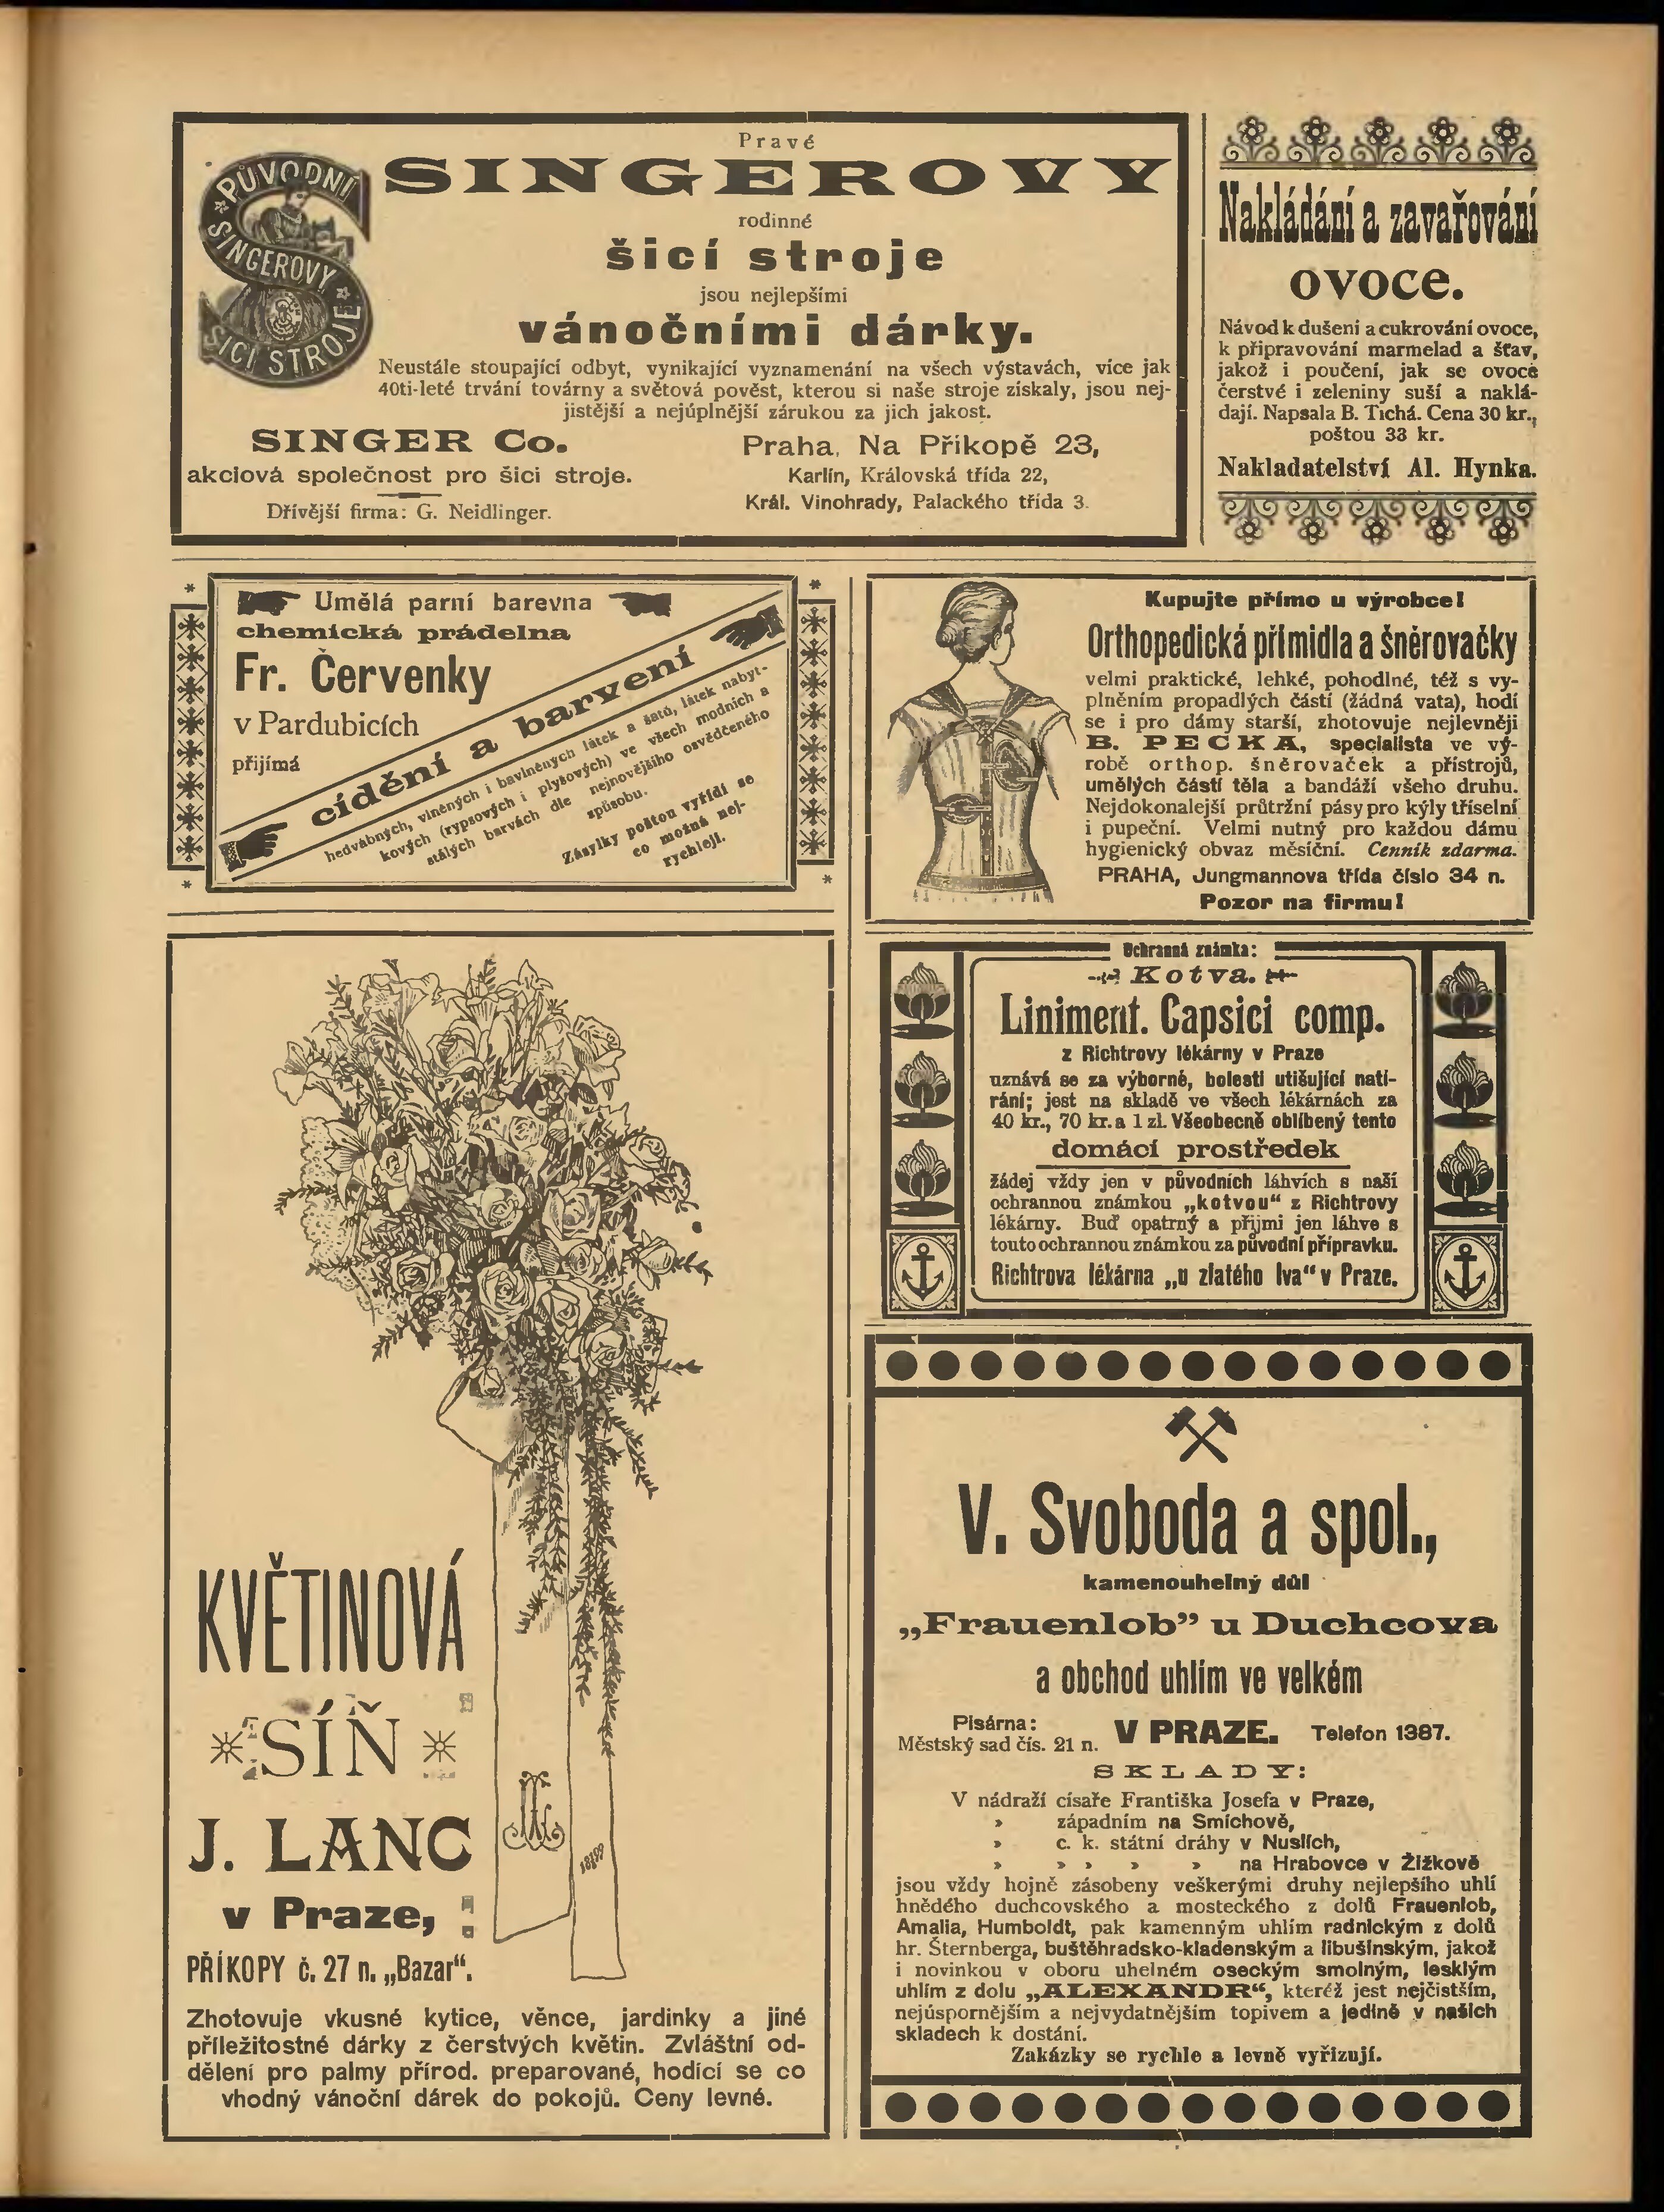 PŮVODNÍ
SINGEROVY
ŠICÍ STROJE
Pravé
SINGEROVY
rodinné
šicí stroje
jsou nejlepšími
vánočními dárky.
Neustále stoupající odbyt, vynikající vyznamenání na všech výstavách, více jak
40ti-leté trvání továrny a světová pověst, kterou si naše stroje získaly, jsou nej-
jistější a nejúplnější zárukou za jich jakost.
SINGER Co.
akciová společnost pro šicí stroje.
Dřívější firma: G. Neidlinger.
Praha, Na Příkopě 23,
Karlín, Královská třída 22,
Král. Vinohrady, Palackého třída 3.
Nakládání a zavařování
ovoce.
Návod k dušení a cukrování ovoce,
k připravování marmelad a šťav,
jakož i poučení, jak se ovoce
čerstvé i zeleniny suší a naklá-
dají. Napsala B. Tichá. Cena 30 kr.,
poštou 33 kr.
Nakladatelství Al. Hynka.
Umělá parní barevna
chemická prádelna
Fr. Červenky
v Pardubicích
přijímá
cídění a barvení
hedvábných, vlněných i bavlněných látek a šatů, látek nábyt-
kových (rypsových i plyšových) ve všech modních a
stálých barvách dle nejnovějšího osvědčeného
způsobu.
Zásylky poštou vyřídí se
co možná nej-
rychleji.
Kupujte přímo u výrobce!
Orthopedická přímidla a šněrovačky
velmi praktické, lehké, pohodlné, též s vy-
plněním propadlých částí (žádná vata), hodí
se i pro dámy starší, zhotovuje nejlevněji
B. PECKA, specialista ve vý-
robě orthop. šněrovaček a přístrojů,
umělých částí těla a bandáží všeho druhu.
Nejdokonalejší průtržní pásy pro kýly tříselní
i pupeční. Velmi nutný pro každou dámu
hygienický obvaz měsíční. Cenník zdarma.
PRAHA, Jungmannova třída číslo 34 n.
Pozor na firmu!
Ochranná známka:
Kotva.
Liniment. Capsici comp.
z Richtrovy lékárny v Praze
uznává se za výborné, bolesti utišující natí-
rání; jest na skladě ve všech lékárnách za
40 kr., 70 kr. a 1 zl. Všeobecně oblíbený tento
domácí prostředek
žádej vždy jen v původních láhvích s naší
ochrannou známkou „kotvou“ z Richtrovy
lékárny. Buď opatrný a přijmi jen láhve s
touto ochrannou známkou za původní přípravku.
Richtrova lékárna „u zlatého lva“ v Praze.
KVĚTINOVÁ
SÍŇ
J. LANC
v Praze,
PŘÍKOPY č. 27 n. „Bazar“.
Zhotovuje vkusné kytice, věnce, jardinky a jiné
příležitostné dárky z čerstvých květin. Zvláštní od-
dělení pro palmy přírod. preparované, hodící se co
vhodný vánoční dárek do pokojů. Ceny levné.
V. Svoboda a spol.,
kamenouhelný důl
„Frauenlob” u Duchcova
a obchod uhlím ve velkém
Písárna:
Městský sad čís. 21 n.
V PRAZE.
Telefon 1387.
SKLADY:
V nádraží císaře Františka Josefa v Praze,
» západním na Smíchově,
» c. k. státní dráhy v Nuslích,
» » » » » na Hrabovce v Žižkově
jsou vždy hojně zásobeny veškerými druhy nejlepšího uhlí
hnědého duchcovského a mosteckého z dolů Frauenlob,
Amalia, Humboldt, pak kamenným uhlím radnickým z dolů
hr. Šternberga, buštěhradsko-kladenským a libušínským, jakož
i novinkou v oboru uhelném oseckým smolným, lesklým
uhlím z dolu „ALEXANDR“, kteréž jest nejčistším,
nejúspornějším a nejvydatnějším topivem a jedině v našich
skladech k dostání.
Zakázky se rychle a levně vyřizují.